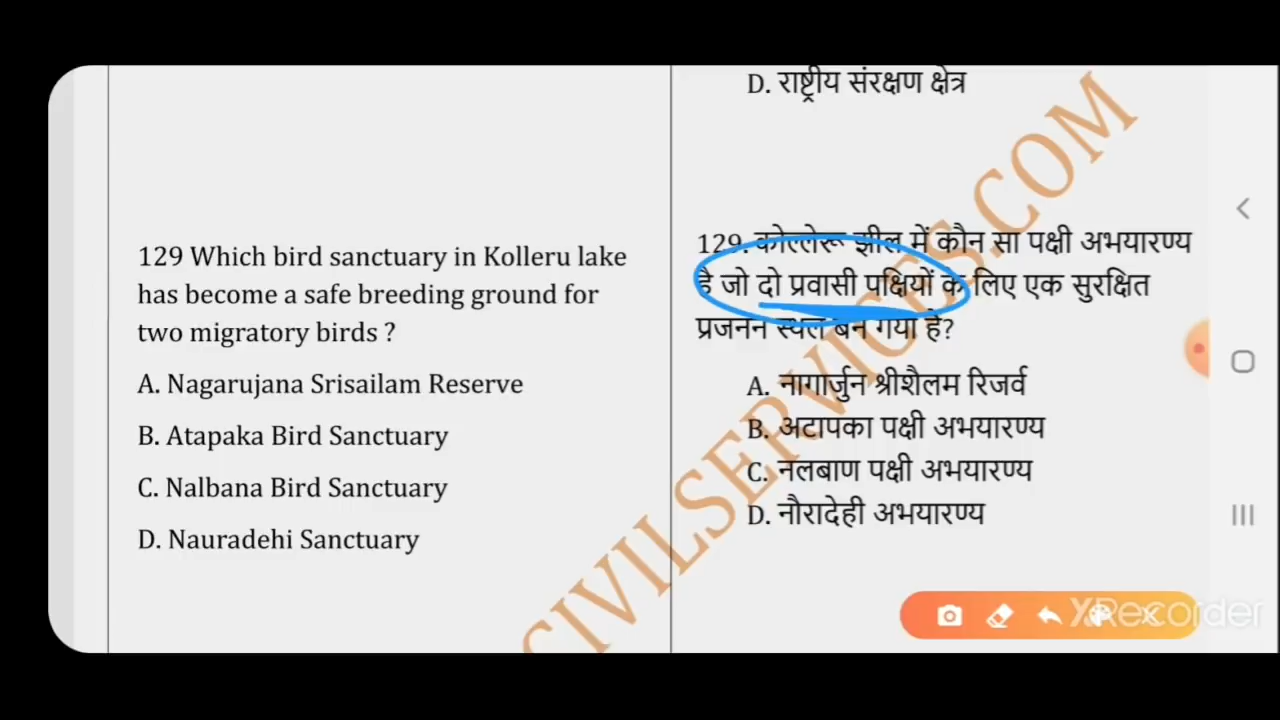 D. राष्ट्रीय संरक्षण क्षेत्र
129 Which bird sanctuary in Kolleru lake
has become a safe breeding ground for
two migratory birds ?
A. Nagarujana Srisailam Reserve
B. Atapaka Bird Sanctuary
C. Nalbana Bird Sanctuary
D. Nauradehi Sanctuary
129. कोल्लेरू झील में कौन सा पक्षी अभयारण्य
है जो दो प्रवासी पक्षियों के लिए एक सुरक्षित
प्रजनन स्थल बन गया है?
A. नागार्जुन श्रीशैलम रिजर्व
B. अटापका पक्षी अभयारण्य
C. नलबाण पक्षी अभयारण्य
D. नौरादेही अभयारण्य
CIVILSERVICES.COM
XRecorder